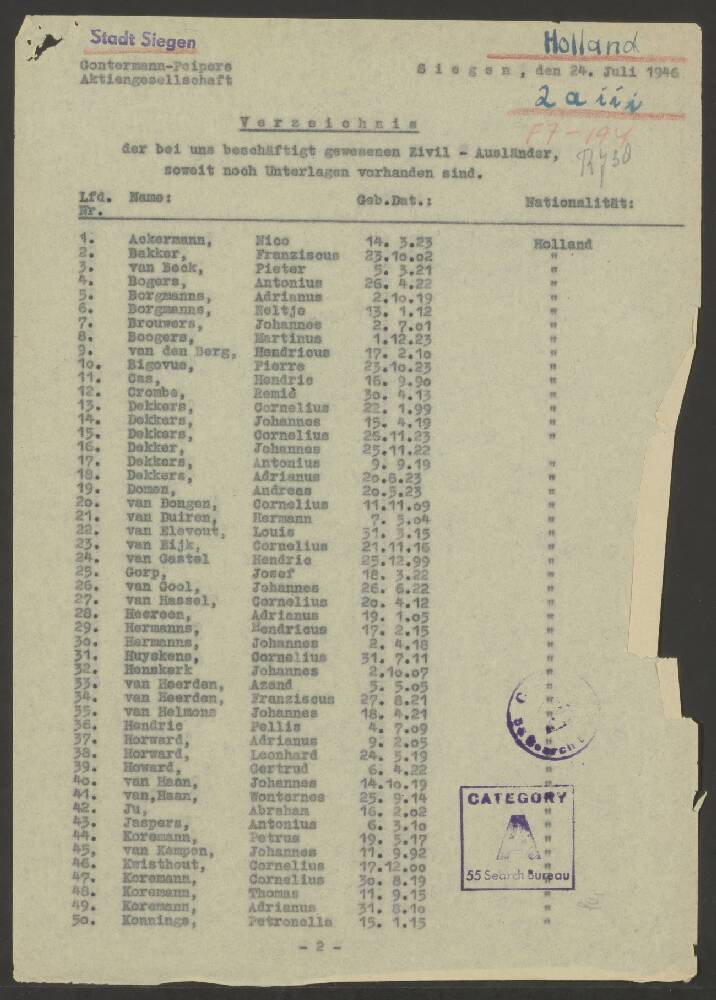 Stadt Siegen
Holland
Gontermann-Peipers
Aktiengesellschaft
Siegen, den 24. Juli 1946
2 a iii
F7-194
Verzeichnis
der bei uns beschäftigt gewesenen Zivil - Ausländer,
soweit noch Unterlagen vorhanden sind.
Lfd. Name: Geb.Dat.: Nationalität:
Nr.
1. Ackermann, Nico 14. 3.23 Holland
2. Bakker, Franziscus 23.10.02 "
3. van Beek, Pieter 5. 3.21 "
4. Bogers, Antonius 26. 4.22 "
5. Borgmanns, Adrianus 2.10.19 "
6. Borgmanns, Neltje 13. 1.12 "
7. Brouwers, Johannes 2. 7.01 "
8. Boogers, Martinus 1.12.23 "
9. van den Berg, Hendricus 17. 2.10 "
10. Bigovue, Pierre 23.10.23 "
11. Cas, Hendric 16. 9.90 "
12. Crombe, Remié 30. 4.13 "
13. Dekkers, Cornelius 22. 1.99 "
14. Dekkers, Johannes 15. 4.19 "
15. Dekkers, Cornelius 26.11.23 "
16. Dekker, Johannes 25.11.22
17. Dekkers, Antonius 9. 9.19 "
18. Dekkers, Adrianus 20.8.23 "
19. Domen, Andreas 20.5.23 "
20. van Dongen, Cornelius 11.11.09 "
21. van Duiren, Hermann 7. 5.04 "
22. van Elevout, Louis 31. 3.15 "
23. van Eijk, Cornelius 21.11.16 "
24. van Gastel Hendric 25.12.99 "
25. Gorp, Josef 18. 3.22 "
26. van Gool, Johannes 26. 6.22 "
27. van Hassel, Cornelius 20. 4.12 "
28. Heereen, Adrianus 19. 1.05 "
29. Hermanns, Hendricus 17. 2.15 "
30. Hermanns, Johannes 2. 4.18 "
31. Huyskens, Cornelius 31. 7.11 "
32. Henskerk Johannes 2.10.07 "
33. van Heerden, Azend 5. 5.05 "
34. van Heerden, Franziscus 27. 8.21
35. van Helmons Johannes 18. 4.21
36. Hendric Pellis 4. 7.09
37. Horward, Adrianus 9. 2.05
38. Horward, Leonhard 24. 5.19
39. Howard, Gertrud 6. 4.22 "
40. van Haan, Johannes 14.10.19 "
41. van,Haan, Wonternos 25. 9.14 "
42. Ju, Abraham 16. 2.02 "
43. Jaspers, Antonius 6. 3.10 "
44. Koremann, Petrus 19. 5.17 "
45, van Kampen, Johannes 11. 9.92 "
46. Kwisthout, Cornelius 17.12.00 "
47. Koremann, Cornelius 30. 8.19 "
48. Koremann, Thomas 11. 9.15 "
49. Koremann, Adrianus 31. 8.10 "
50. Konnings, Petronella 15. 1.15 "
CATEGORY
A
55 Search Bureau
- 2 -